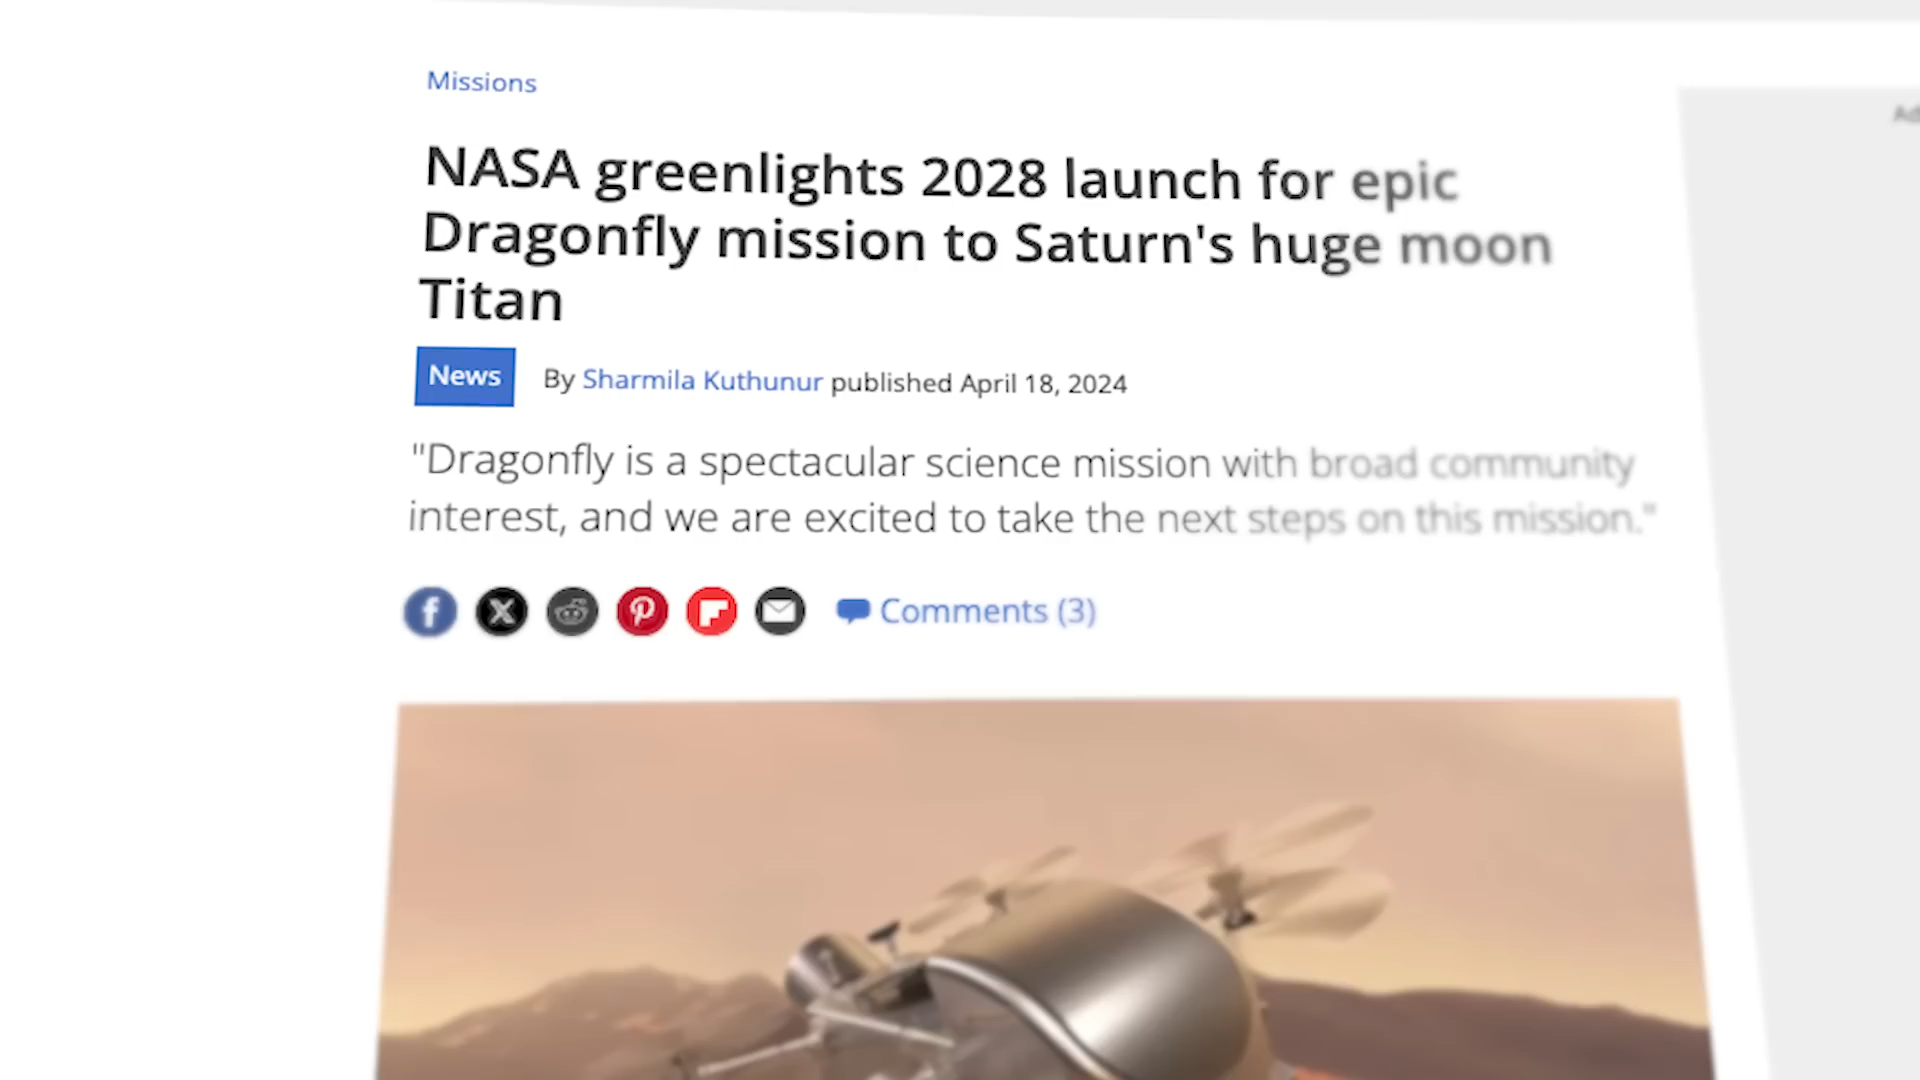 Missions
NASA greenlights 2028 launch for epic
Dragonfly mission to Saturn's huge moon
Titan
News By Sharmila Kuthunur published April 18, 2024
"Dragonfly is a spectacular science mission with broad community
interest, and we are excited to take the next steps on this mission."
Comments (3)